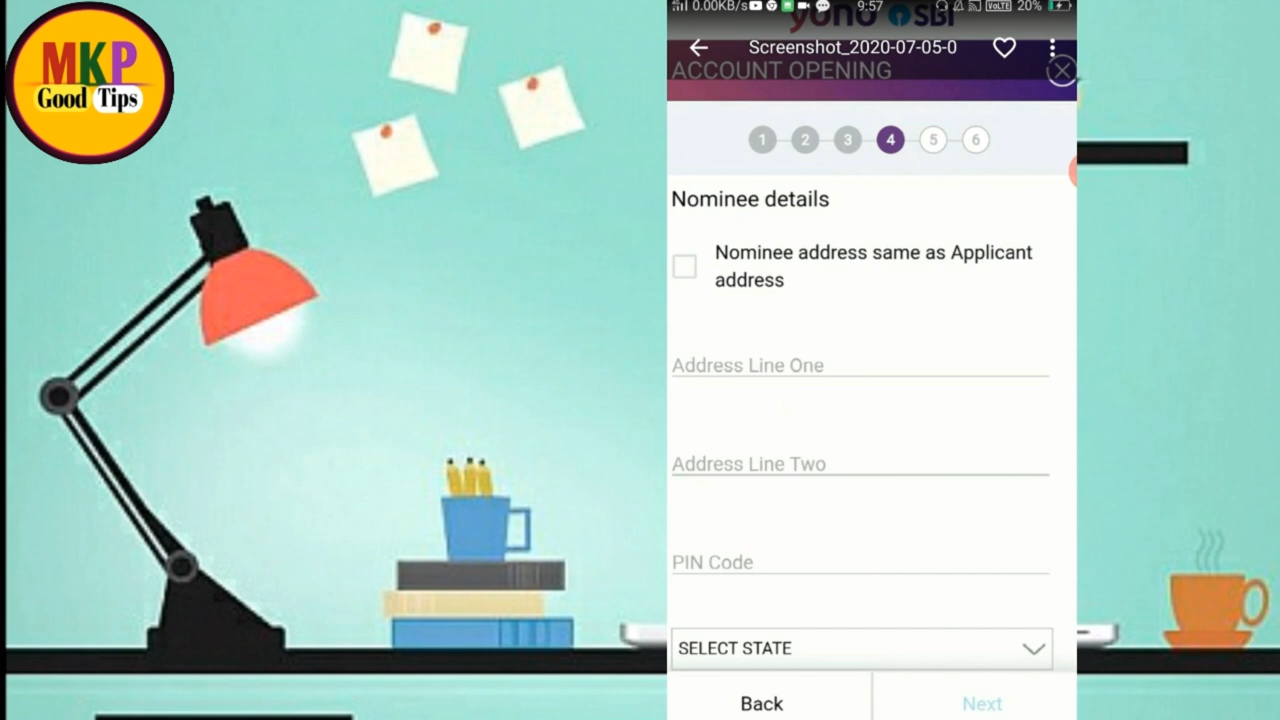 MKP
Good Tips
0.00KB/s 9:57 VoLTE 20%
yono SBI
Screenshot_2020-07-05-0
ACCOUNT OPENING
1 2 3 4 5 6
Nominee details
Nominee address same as Applicant
address
Address Line One
Address Line Two
PIN Code
SELECT STATE
Back Next